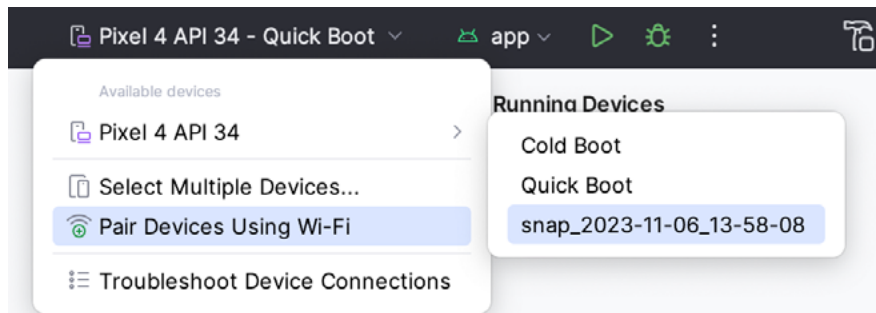 Pixel 4 API 34 - Quick Boot
app
Available devices
Pixel 4 API 34
Select Multiple Devices...
Pair Devices Using Wi-Fi
Troubleshoot Device Connections
Running Devices
Cold Boot
Quick Boot
snap_2023-11-06_13-58-08